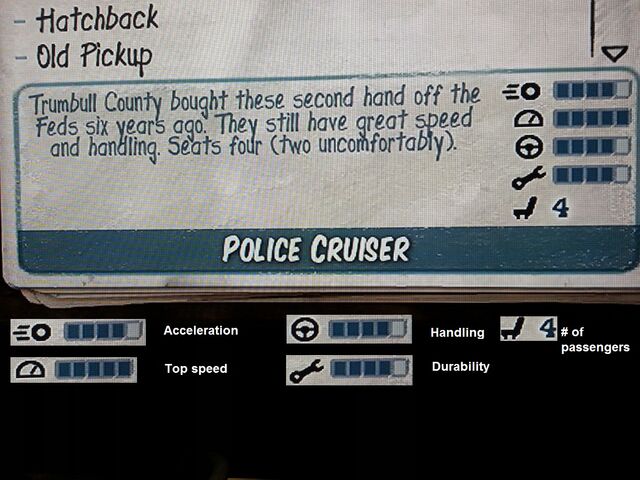 - Hatchback
- Old Pickup
Trumbull County bought these second hand off the
Feds six years ago. They still have great speed
and handling. Seats four (two uncomfortably).
4
POLICE CRUISER
Acceleration
Handling
4
# of
passengers
Top speed
Durability